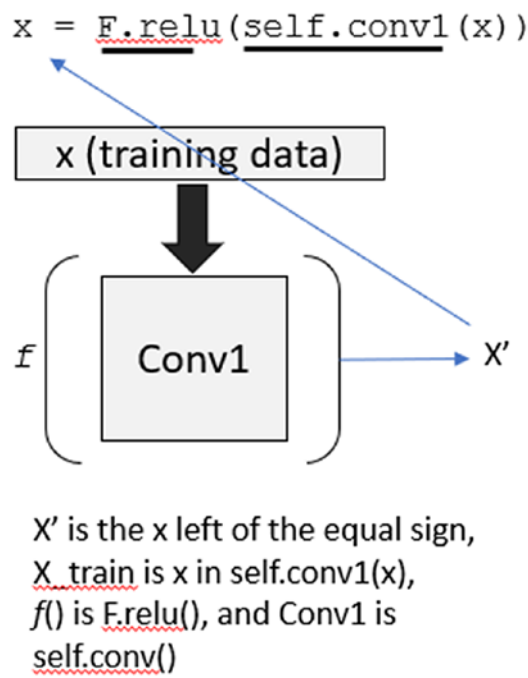 x = F.relu(self.conv1(x))
x (training data)
f
Conv1
X’
X’ is the x left of the equal sign,
X_train is x in self.conv1(x),
f() is F.relu(), and Conv1 is
self.conv()